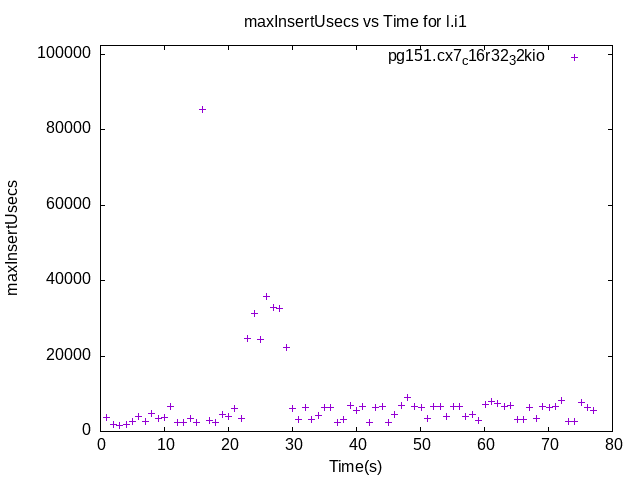 maxInsertUsecs vs Time for l.i1
pg151.cx7c16r3232kio
100000
80000
60000
40000
20000
0
maxInsertUsecs
0 10 20 30 40 50 60 70 80
Time(s)